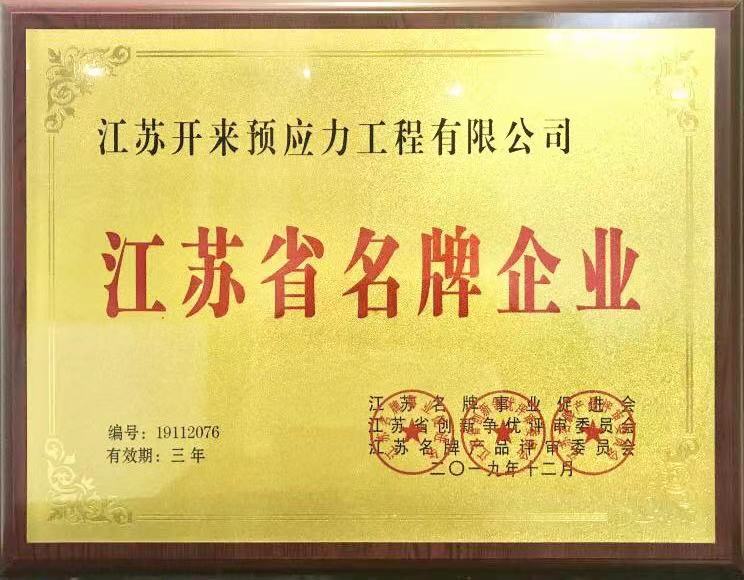 江苏开来预应力工程有限公司
江苏省名牌企业
编号：19112076
有效期：三年
江苏名牌事业促进会
江苏省创新争优评审委员会
江苏名牌产品评审委员会
二〇一九年十二月